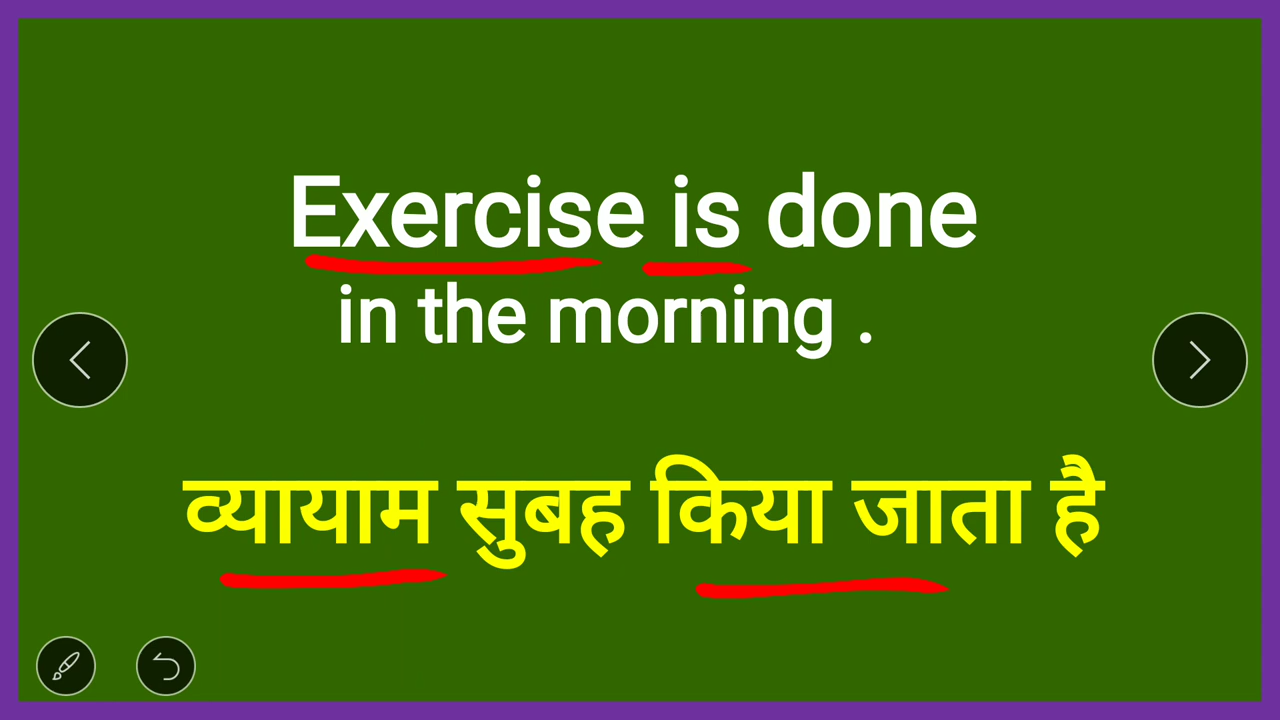 Exercise is done
in the morning .
व्यायाम सुबह किया जाता है